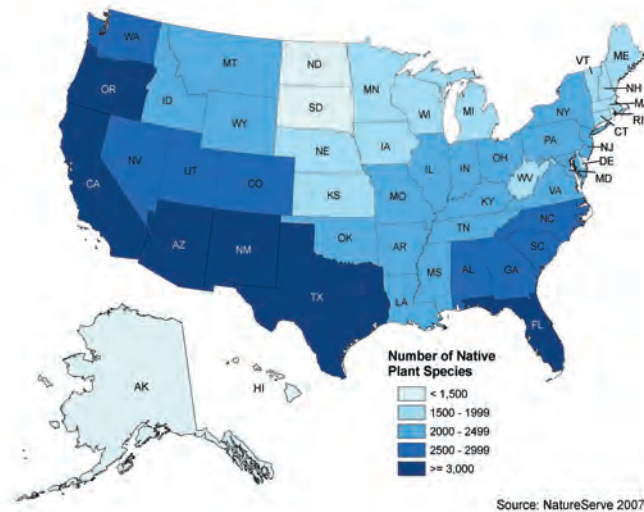 WA
OR
CA
NV
ID
MT
WY
UT
CO
AZ
NM
ND
SD
NE
KS
OK
TX
MN
IA
MO
AR
LA
WI
IL
MI
IN
OH
KY
TN
MS
AL
GA
FL
SC
NC
VA
WV
PA
NY
VT
ME
NH
RI
CT
NJ
DE
MD
AK
HI
Number of Native
Plant Species
< 1,500
1500 - 1999
2000 - 2499
2500 - 2999
>= 3,000
Source: NatureServe 2007